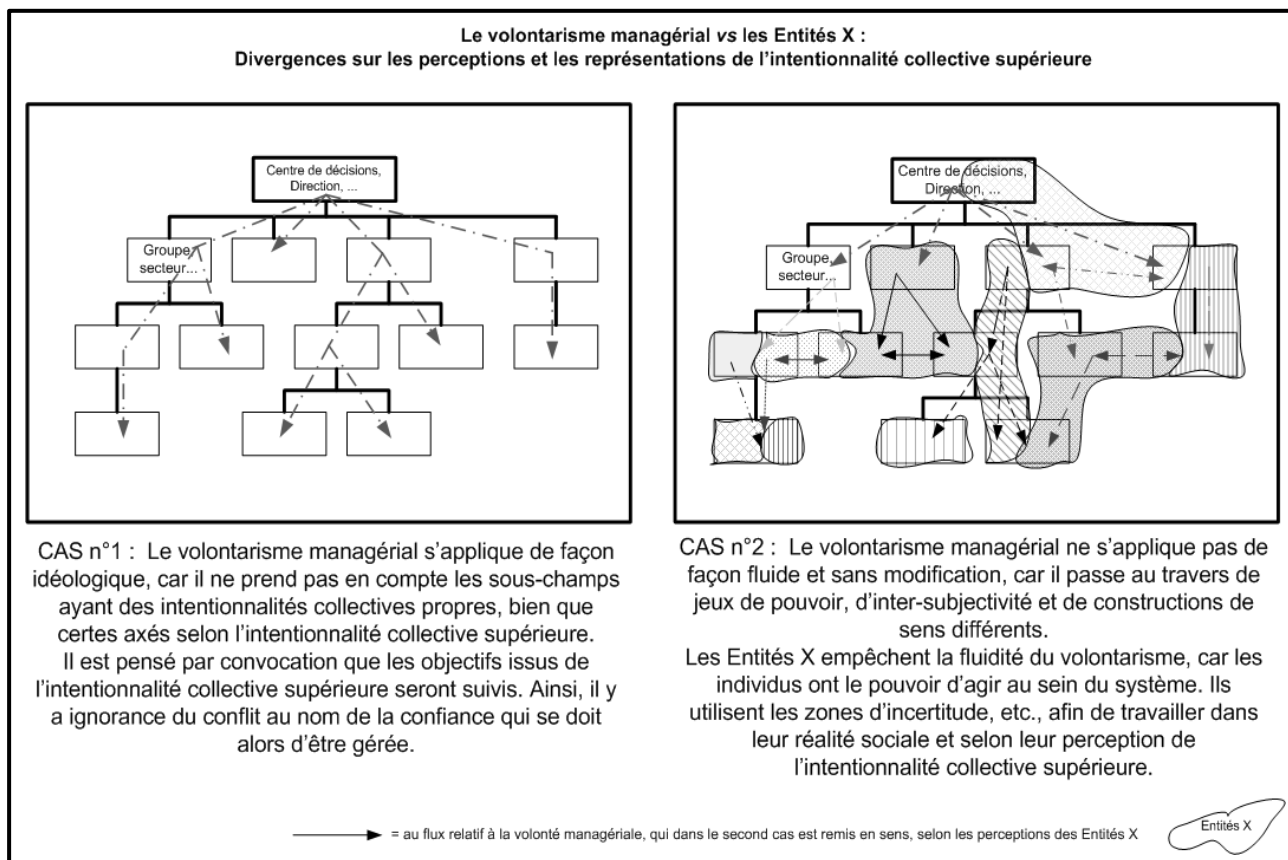 Le volontarisme managérial vs les Entités X :
Divergences sur les perceptions et les représentations de l'intentionnalité collective supérieure
Centre de décisions,
Direction, ...
Groupe,
secteur...
Centre de décisions,
Direction, ...
Groupe,
secteur...
CAS n°1 : Le volontarisme managérial s'applique de façon
idéologique, car il ne prend pas en compte les sous-champs
ayant des intentionnalités collectives propres, bien que
certes axés selon l'intentionnalité collective supérieure.
Il est pensé par convocation que les objectifs issus de
l'intentionnalité collective supérieure seront suivis. Ainsi, il y
a ignorance du conflit au nom de la confiance qui se doit
alors d'être gérée.
CAS n°2 : Le volontarisme managérial ne s'applique pas de
façon fluide et sans modification, car il passe au travers de
jeux de pouvoir, d'inter-subjectivité et de constructions de
sens différents.
Les Entités X empêchent la fluidité du volontarisme, car les
individus ont le pouvoir d'agir au sein du système. Ils
utilisent les zones d'incertitude, etc., afin de travailler dans
leur réalité sociale et selon leur perception de
l'intentionnalité collective supérieure.
= au flux relatif à la volonté managériale, qui dans le second cas est remis en sens, selon les perceptions des Entités X
Entités X